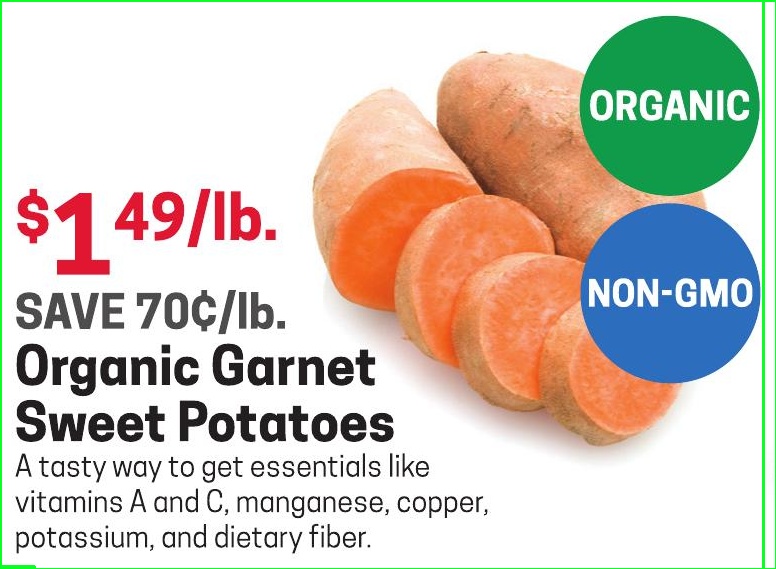 ORGANIC
$1 49/lb.
NON-GMO
SAVE 70¢/lb.
Organic Garnet
Sweet Potatoes
A tasty way to get essentials like
vitamins A and C, manganese, copper,
potassium, and dietary fiber.